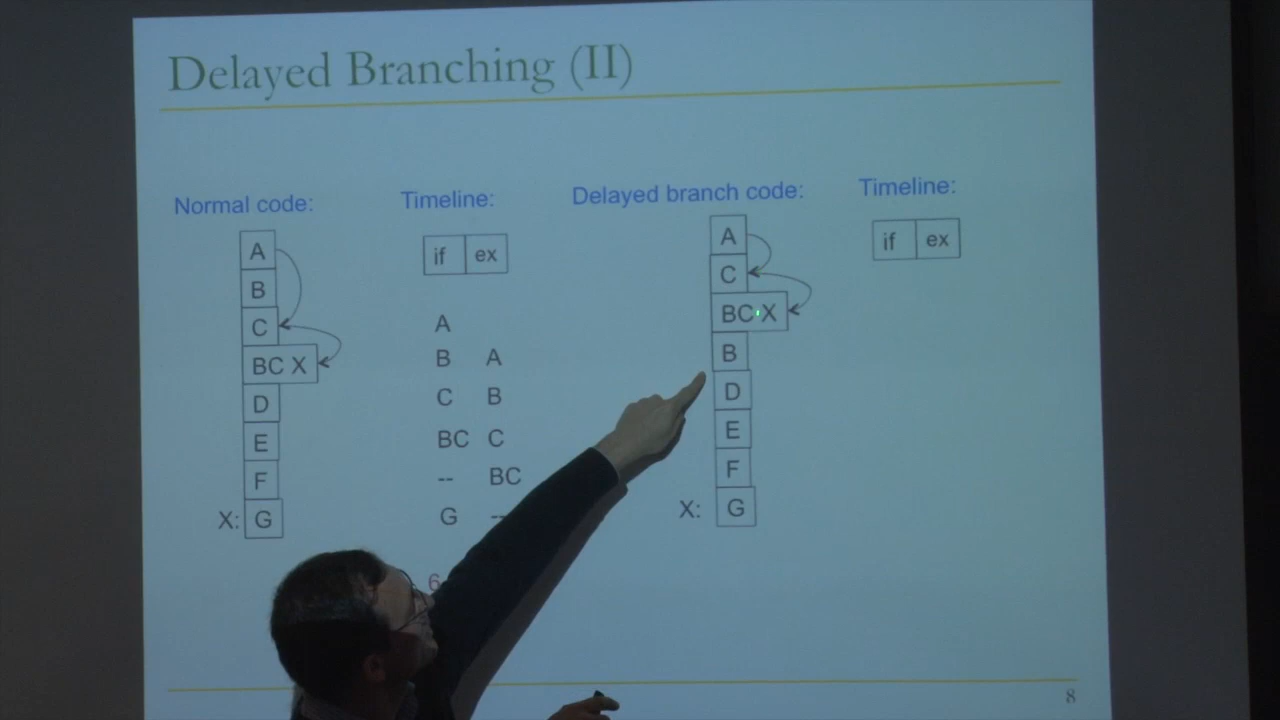 Delayed Branching (II)
Normal code:
A
B
C
BC X
D
E
F
X: G
Timeline:
if ex
A
B A
C B
BC C
-- BC
G --
6
Delayed branch code:
A
C
BC X
B
D
E
F
X: G
Timeline:
if ex
8